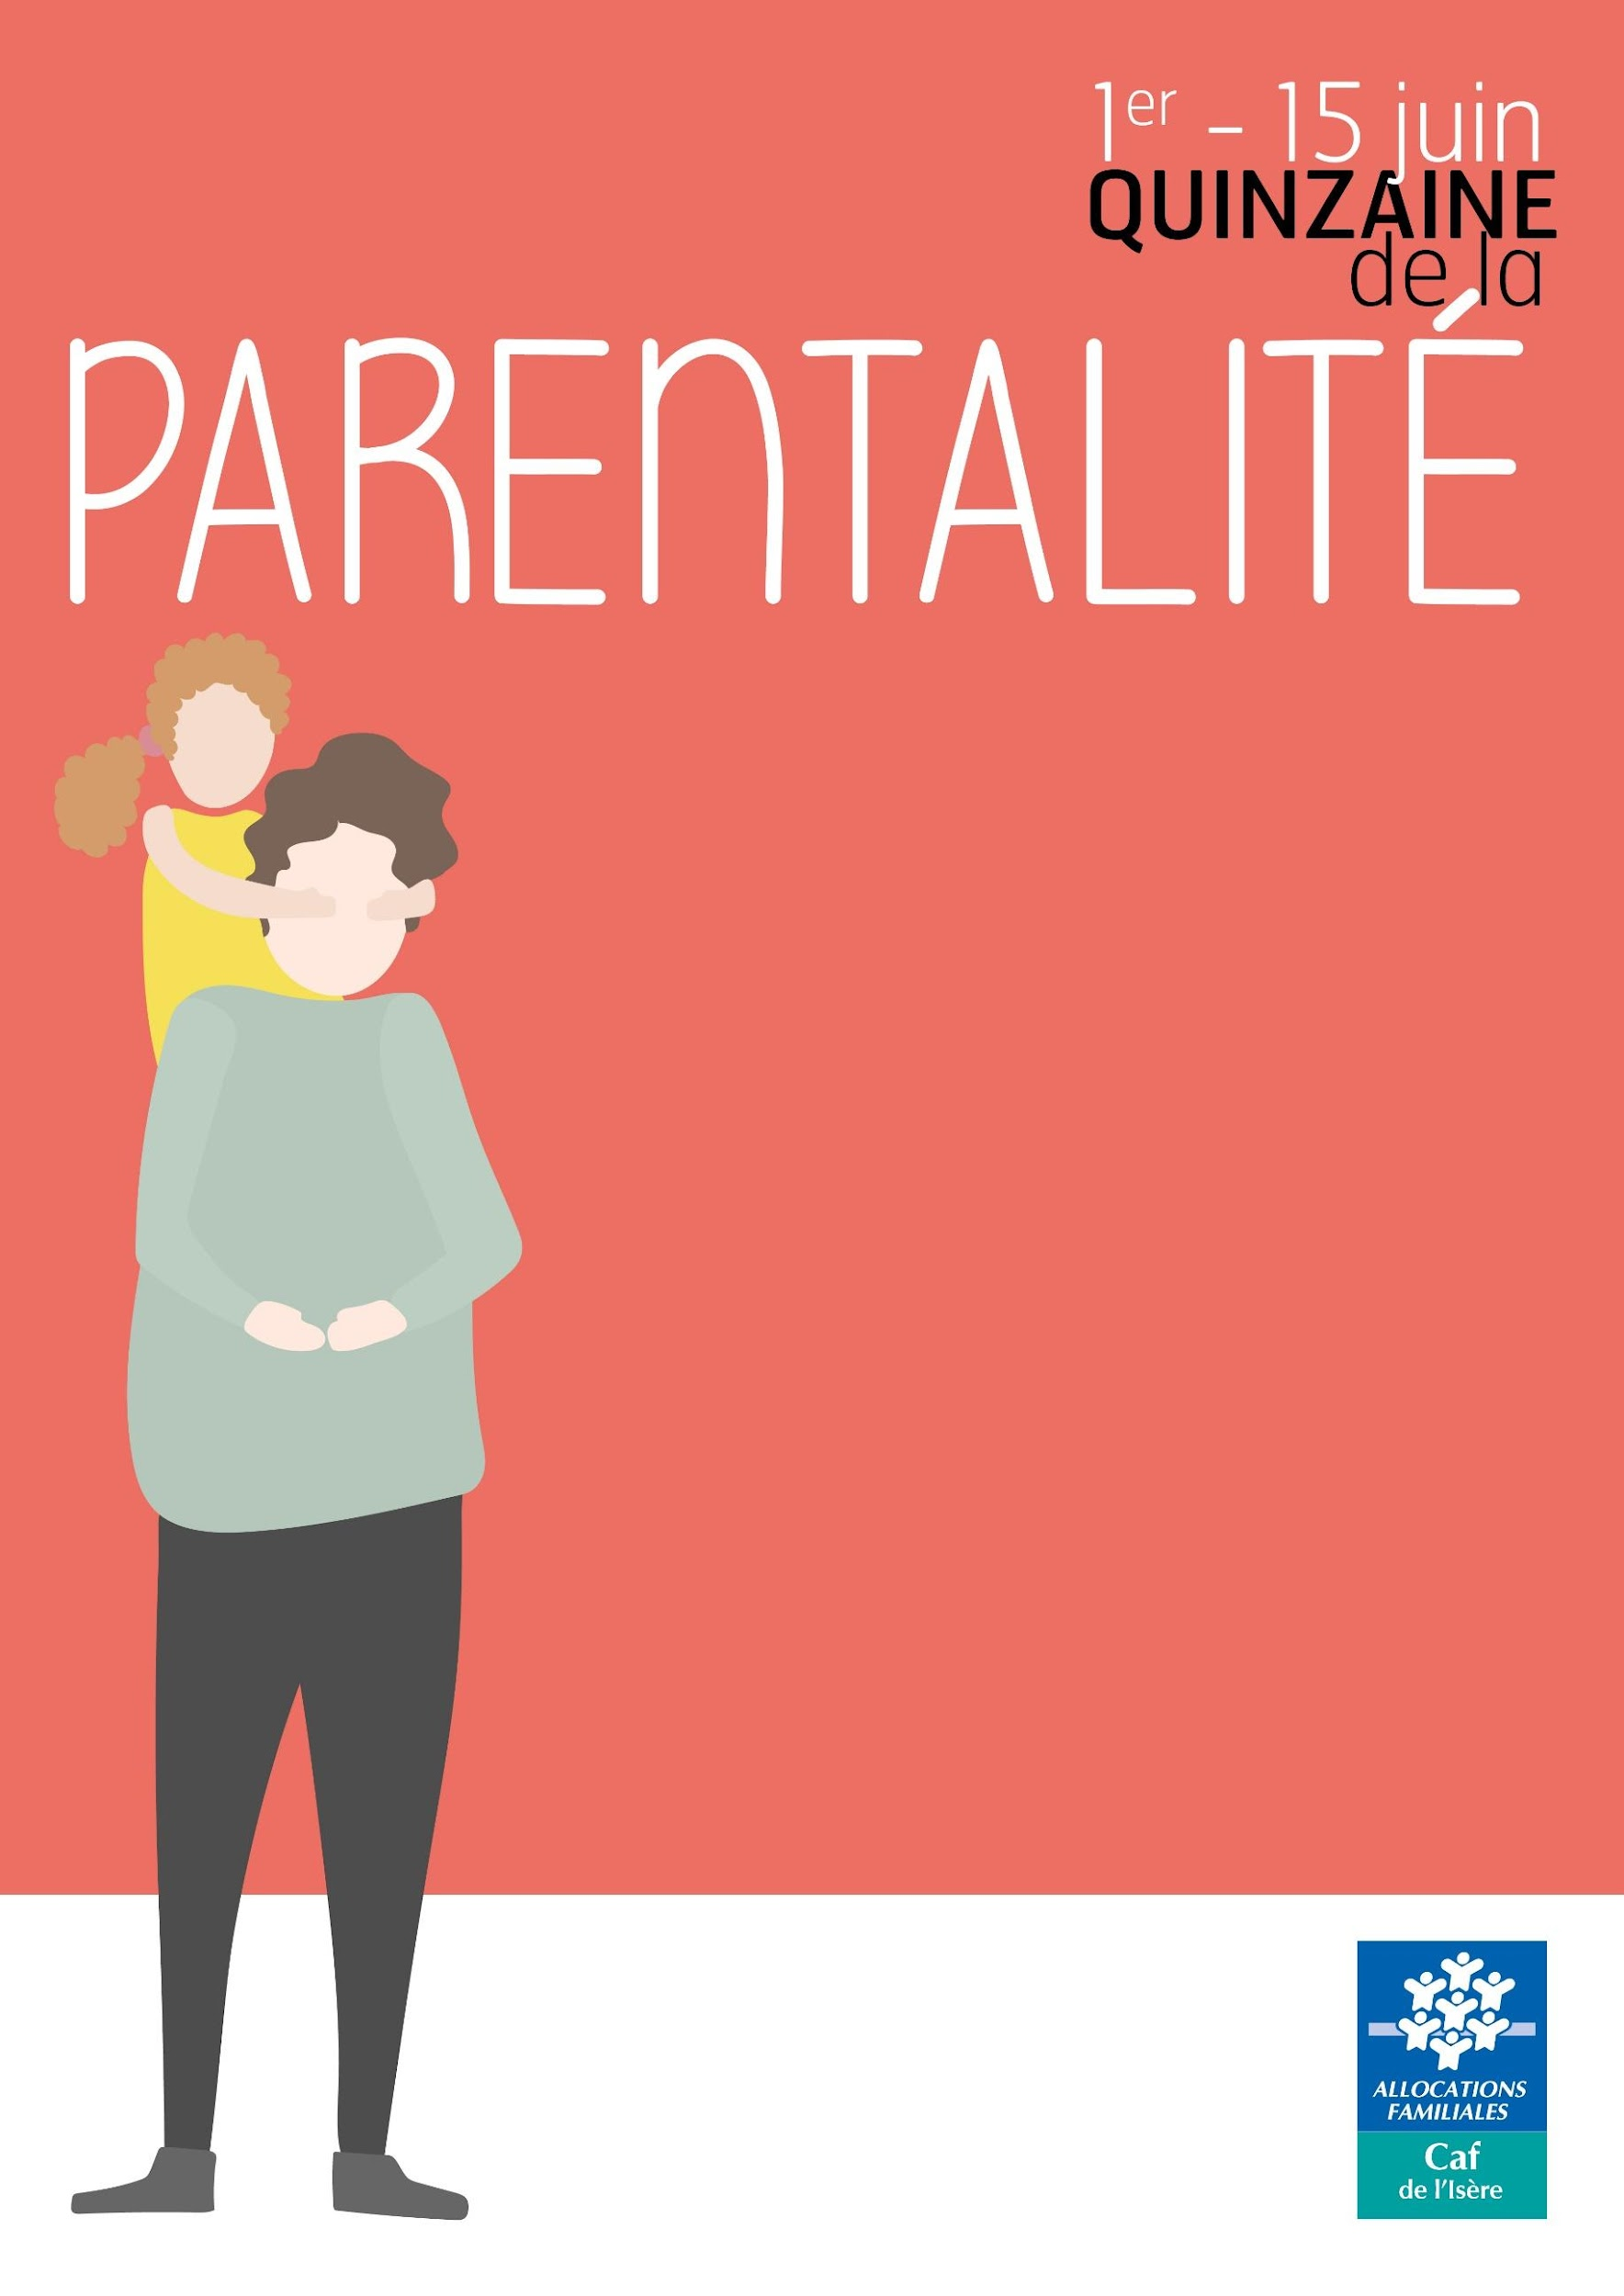 1er – 15 juin
QUINZAINE
de la
PARENTALITÉ
ALLOCATIONS
FAMILIALES
Caf
de l'Isère